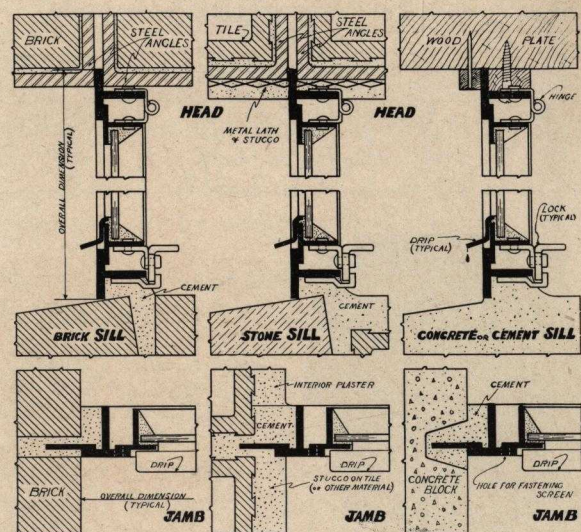 BRICK
STEEL
ANGLES
HEAD
OVERALL DIMENSION
(TYPICAL)
CEMENT
BRICK SILL
TILE
STEEL
ANGLES
METAL LATH
& STUCCO
HEAD
CEMENT
STONE SILL
WOOD
PLATE
HINGE
LOCK
(TYPICAL)
DRIP
(TYPICAL)
CONCRETE OR CEMENT SILL
BRICK
DRIP
OVERALL DIMENSION
(TYPICAL)
JAMB
INTERIOR PLASTER
CEMENT
DRIP
STUCCO ON TILE
(OR OTHER MATERIAL)
JAMB
CEMENT
CONCRETE
BLOCK
DRIP
HOLE FOR FASTENING
SCREEN
JAMB